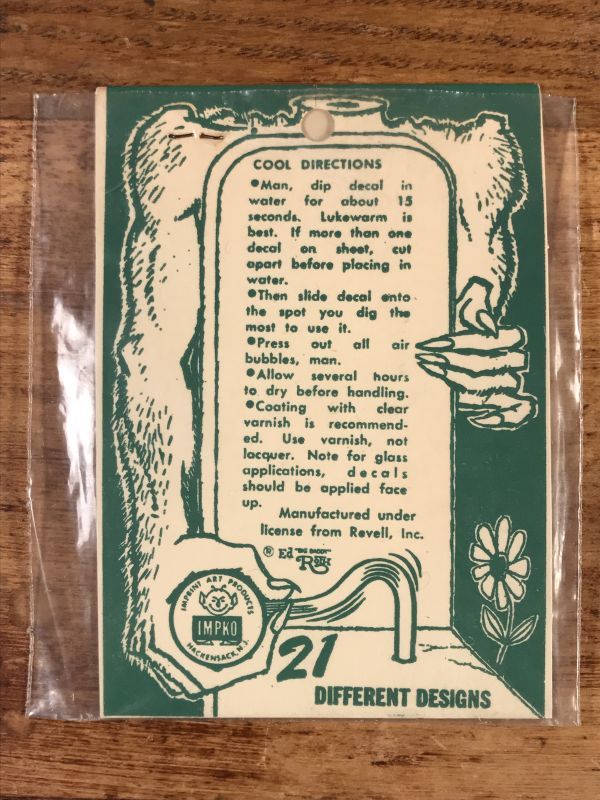 COOL DIRECTIONS
●Man, dip decal in
water for about 15
seconds. Lukewarm is
best. If more than one
decal on sheet, cut
apart before placing in
water.
●Then slide decal onto
the spot you dig the
most to use it.
●Press out all air
bubbles, man.
●Allow several hours
to dry before handling.
●Coating with clear
varnish is recommend-
ed. Use varnish, not
lacquer. Note for glass
applications, decals
should be applied face
up.
Manufactured under
license from Revell, Inc.
® Ed "BIG DADDY" Roth
IMPRINT ART PRODUCTS
IMPKO
HACKENSACK, N.J.
21
DIFFERENT DESIGNS